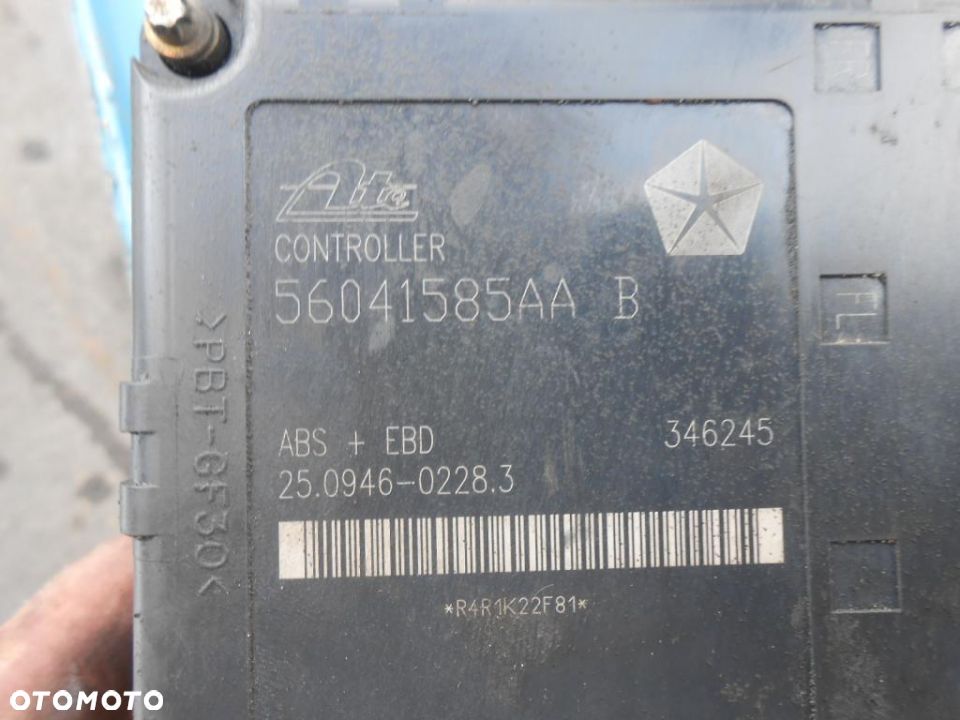 Ate
CONTROLLER
56041585AA B
ABS + EBD 346245
25.0946-0228.3
*R4R1K22F81*
>PBT-GF30<
FL
OTOMOTO